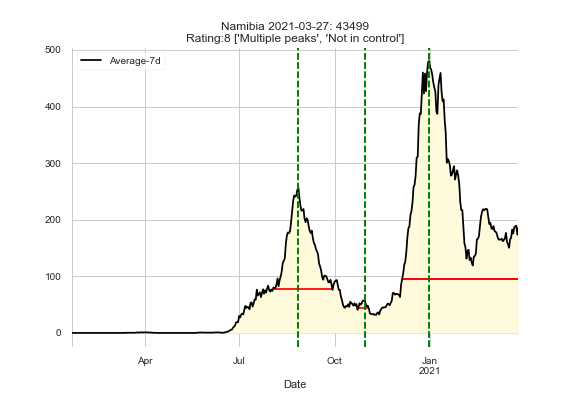 Namibia 2021-03-27: 43499
Rating:8 ['Multiple peaks', 'Not in control']
500
Average-7d
400
300
200
100
0
Apr
Jul
Oct
Jan
2021
Date